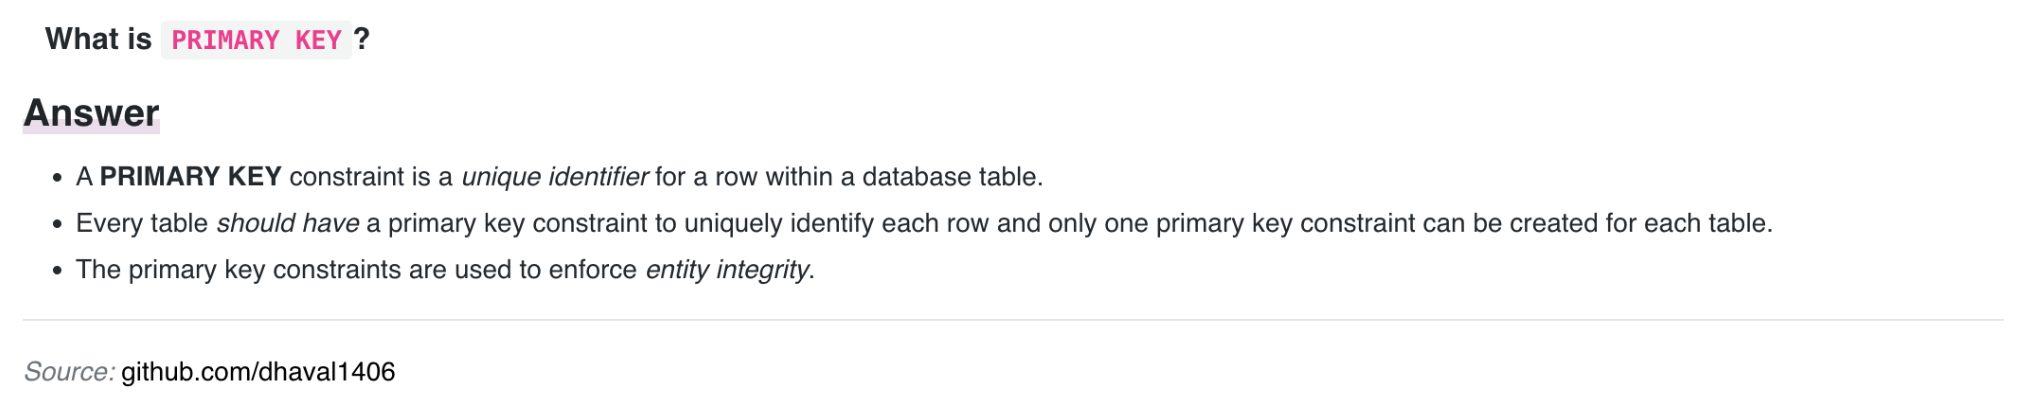 What is PRIMARY KEY ?
Answer
• A PRIMARY KEY constraint is a unique identifier for a row within a database table.
• Every table should have a primary key constraint to uniquely identify each row and only one primary key constraint can be created for each table.
• The primary key constraints are used to enforce entity integrity.
Source: github.com/dhaval1406